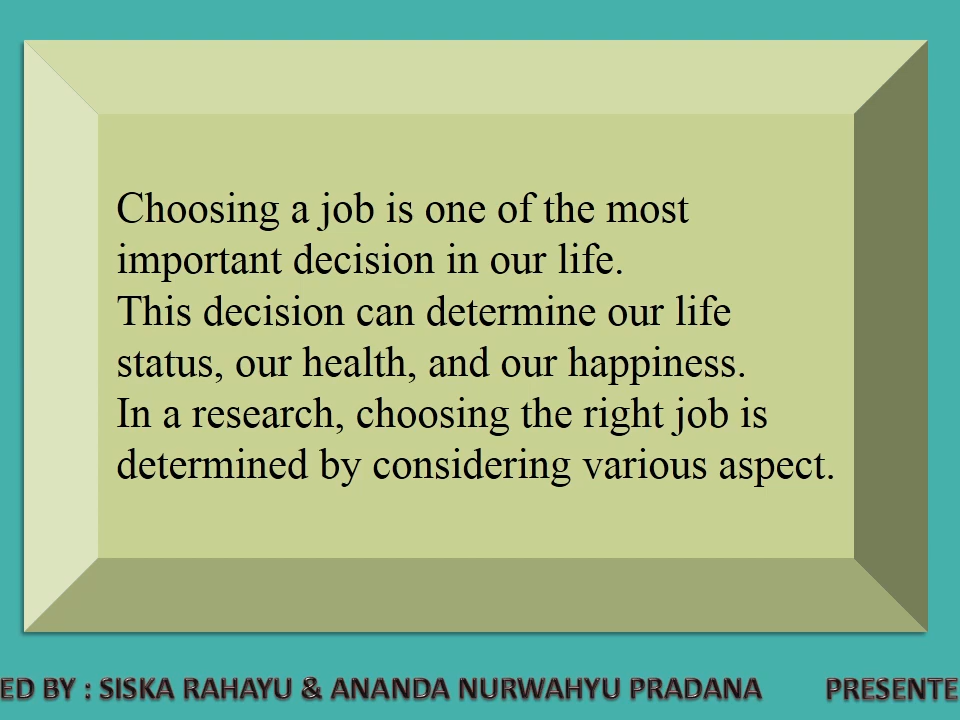 Choosing a job is one of the most
important decision in our life.
This decision can determine our life
status, our health, and our happiness.
In a research, choosing the right job is
determined by considering various aspect.
ED BY : SISKA RAHAYU & ANANDA NURWAHYU PRADANA PRESENTE